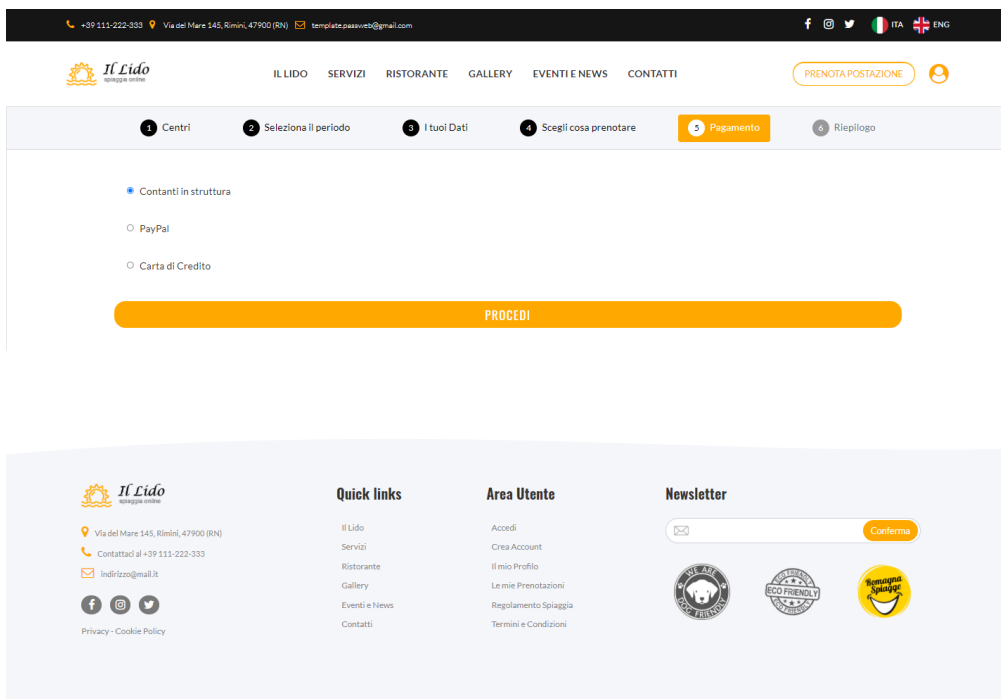 +39 111-222-333 Via del Mare 145, Rimini, 47900 (RN) template.passweb@gmail.com ITA ENG
Il Lido
spiaggia online
IL LIDO SERVIZI RISTORANTE GALLERY EVENTI E NEWS CONTATTI PRENOTA POSTAZIONE
1 Centri 2 Seleziona il periodo 3 I tuoi Dati 4 Scegli cosa prenotare 5 Pagamento 6 Riepilogo
Contanti in struttura
PayPal
Carta di Credito
PROCEDI
Il Lido
spiaggia online
Via del Mare 145, Rimini, 47900 (RN)
Contattaci al +39 111-222-333
indirizzo@mail.it
Privacy - Cookie Policy
Quick links
Il Lido
Servizi
Ristorante
Gallery
Eventi e News
Contatti
Area Utente
Accedi
Crea Account
Il mio Profilo
Le mie Prenotazioni
Regolamento Spiaggia
Termini e Condizioni
Newsletter
Conferma
WE ARE
DOG FRIENDLY
ECO FRIENDLY
ECO FRIENDLY
ECO FRIENDLY
Romagna
Spiagge